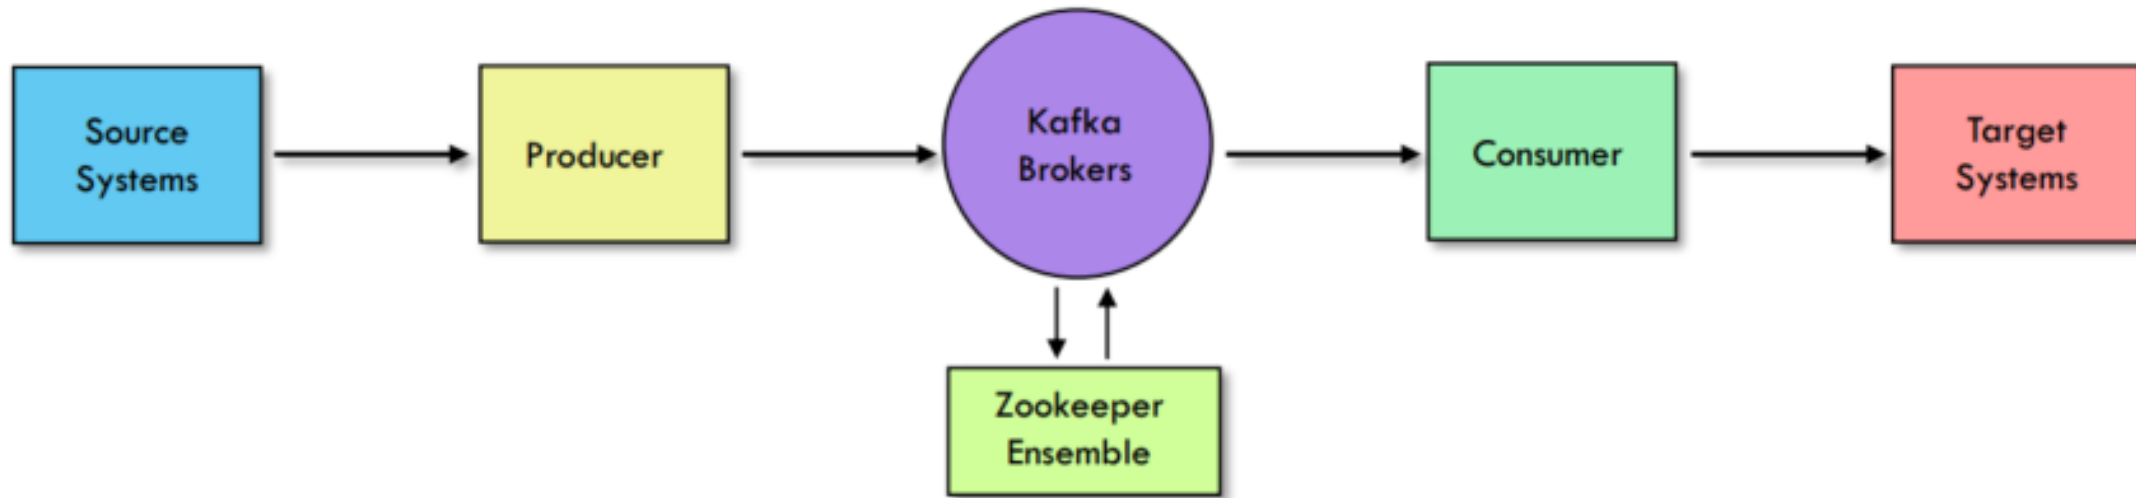 Source
Systems
Producer
Kafka
Brokers
Consumer
Target
Systems
Zookeeper
Ensemble